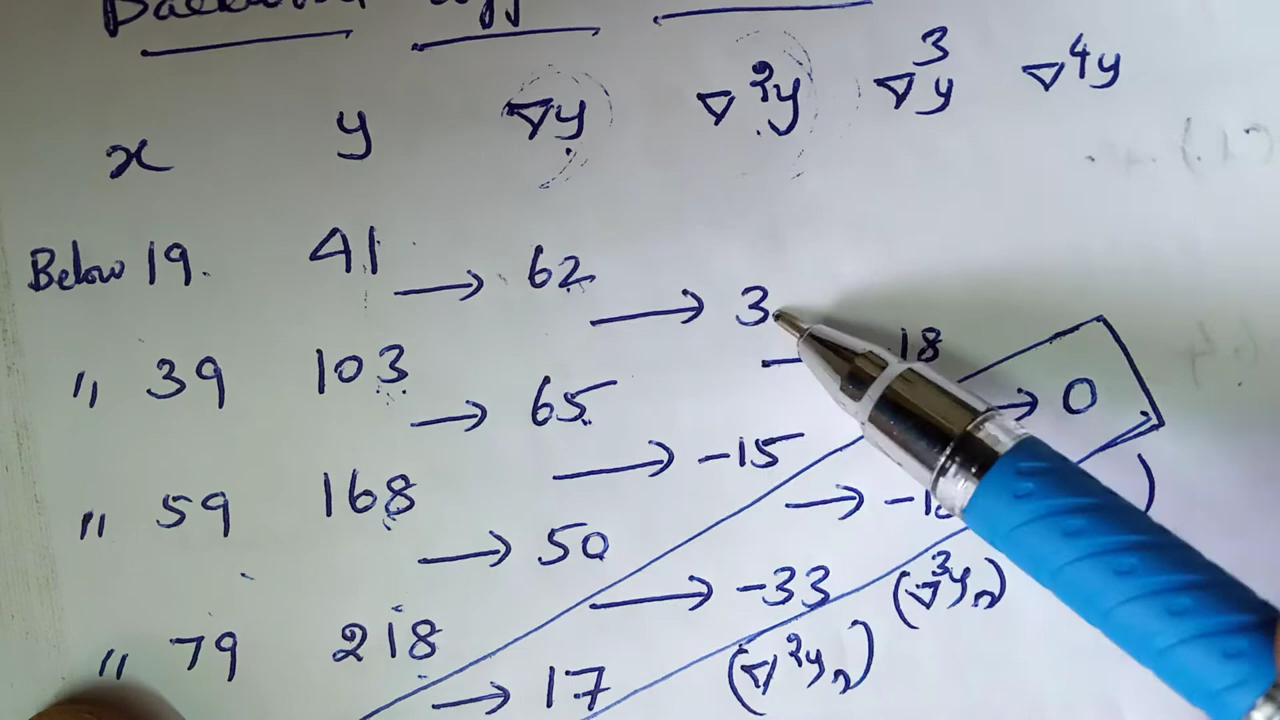 x y ∇y ∇²y ∇³y ∇⁴y
Below 19. 41 → 62
→ 3
18
" 39 103 → 65
→ 0
→ -15
" 59 168 → 50
→
→ -33 (∇³yn)
" 79 218 → 17 (∇²yn)